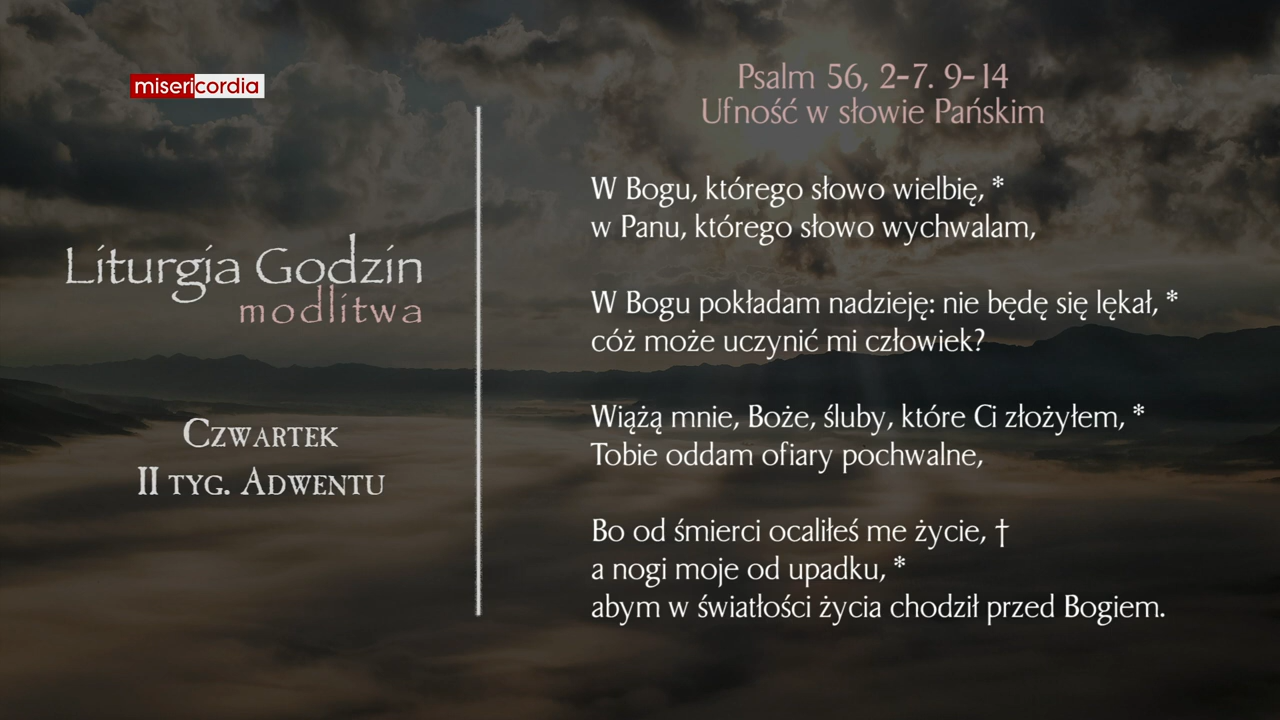 misericordia
Liturgia Godzin
modlitwa
Czwartek
II tyg. Adwentu
Psalm 56, 2-7. 9-14
Ufność w słowie Pańskim
W Bogu, którego słowo wielbię, *
w Panu, którego słowo wychwalam,
W Bogu pokładam nadzieję: nie będę się lękał, *
cóż może uczynić mi człowiek?
Wiążą mnie, Boże, śluby, które Ci złożyłem, *
Tobie oddam ofiary pochwalne,
Bo od śmierci ocaliłeś me życie, †
a nogi moje od upadku, *
abym w światłości życia chodził przed Bogiem.